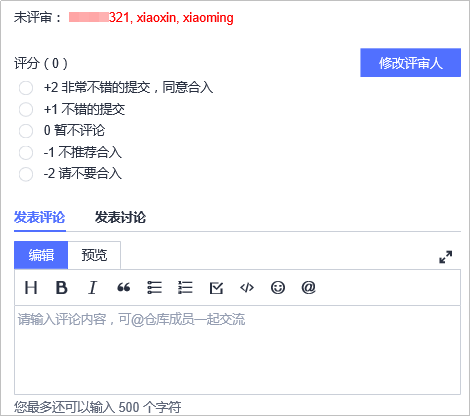 未评审： 321, xiaoxin, xiaoming
评分（0）
修改评审人
+2 非常不错的提交，同意合入
+1 不错的提交
0 暂不评论
-1 不推荐合入
-2 请不要合入
发表评论 发表讨论
编辑 预览
H B I “ </> @
请输入评论内容，可@仓库成员一起交流
您最多还可以输入 500 个字符